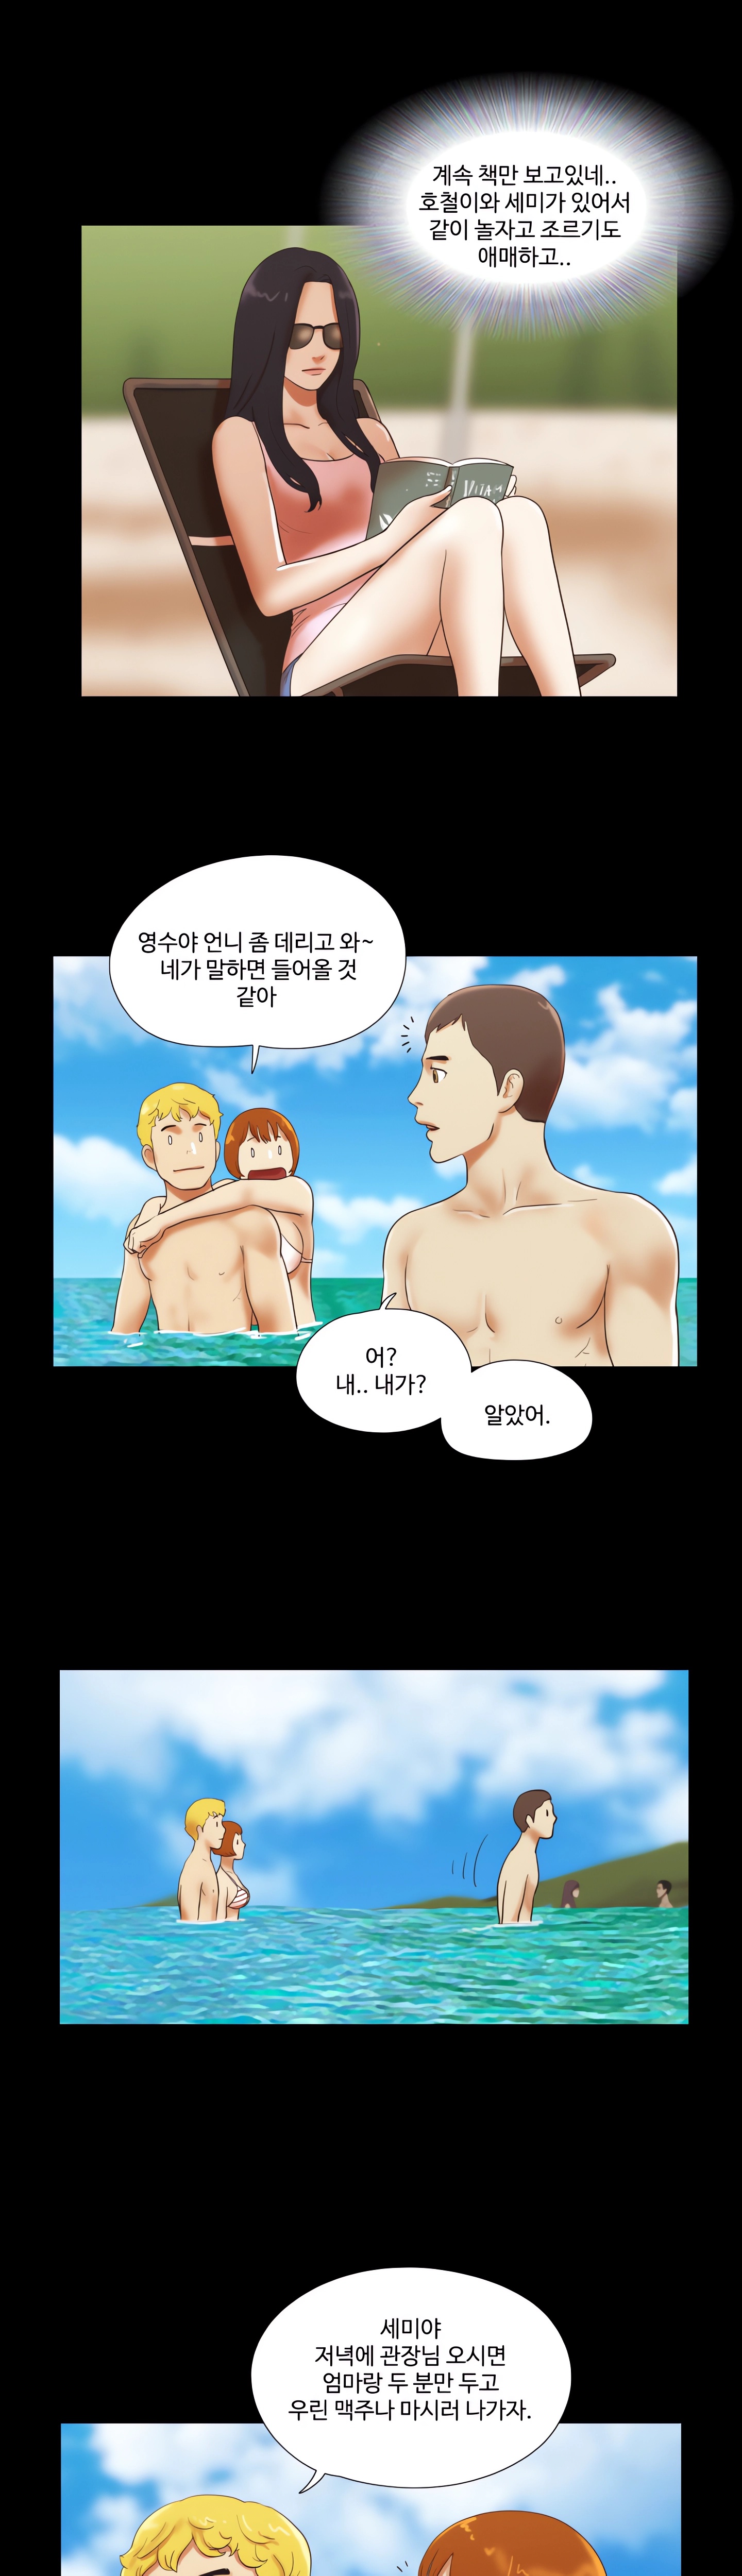 계속 책만 보고있네..
호철이와 세미가 있어서
같이 놀자고 조르기도
애매하고..
영수야 언니 좀 데리고 와~
네가 말하면 들어올 것
같아
어?
내.. 내가?
알았어.
세미야
저녁에 관장님 오시면
엄마랑 두 분만 두고
우린 맥주나 마시러 나가자.